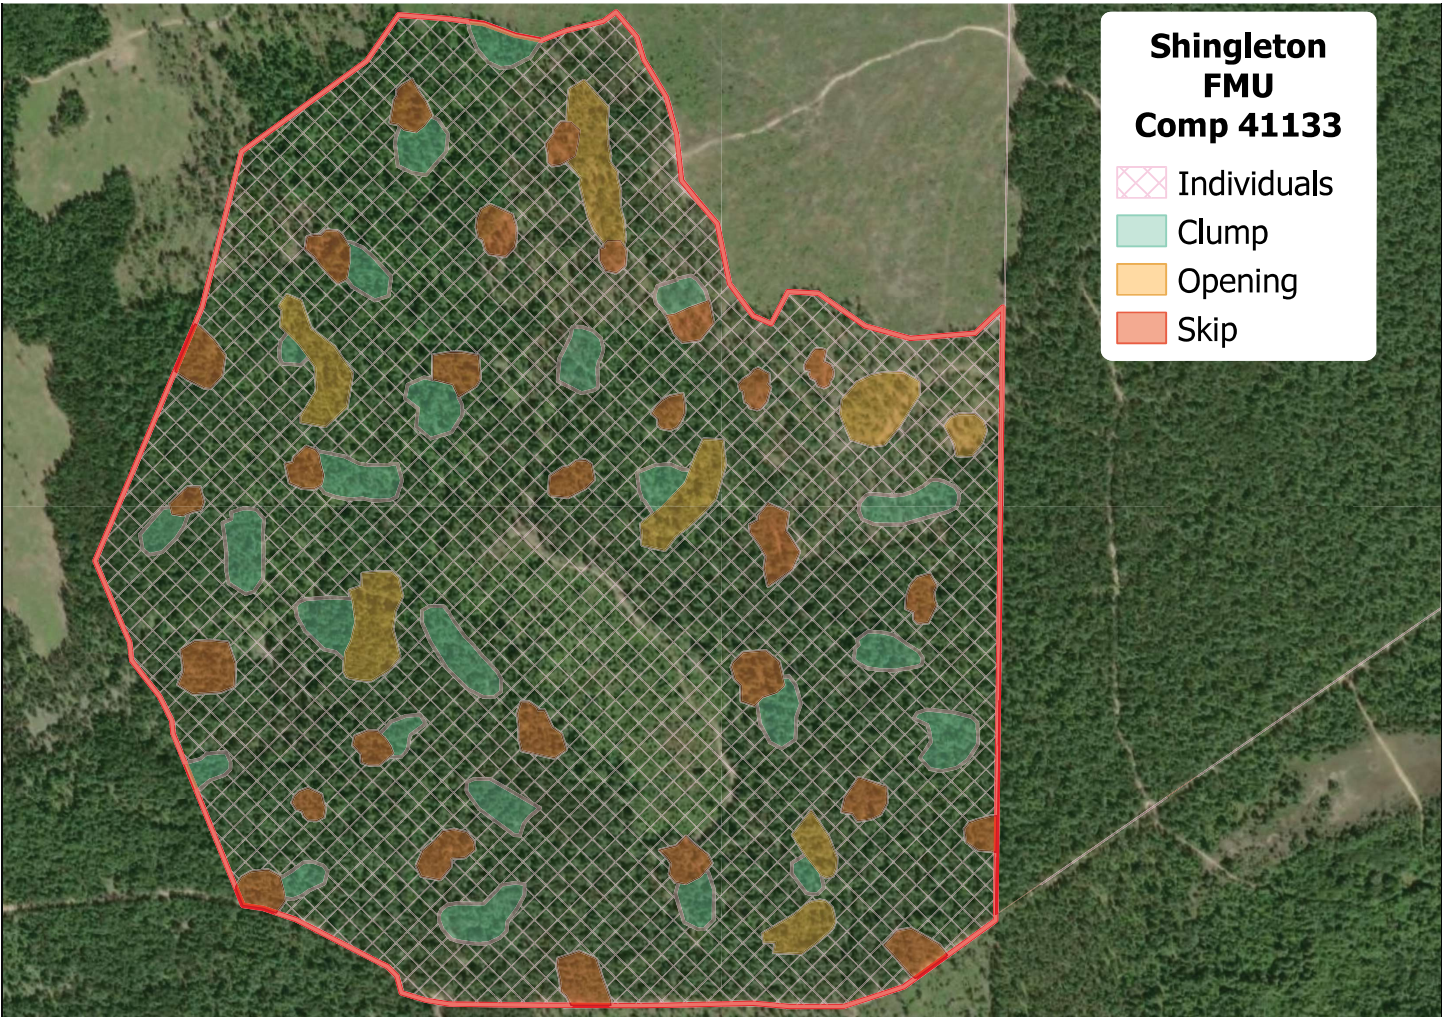 Shingleton
FMU
Comp 41133
Individuals
Clump
Opening
Skip